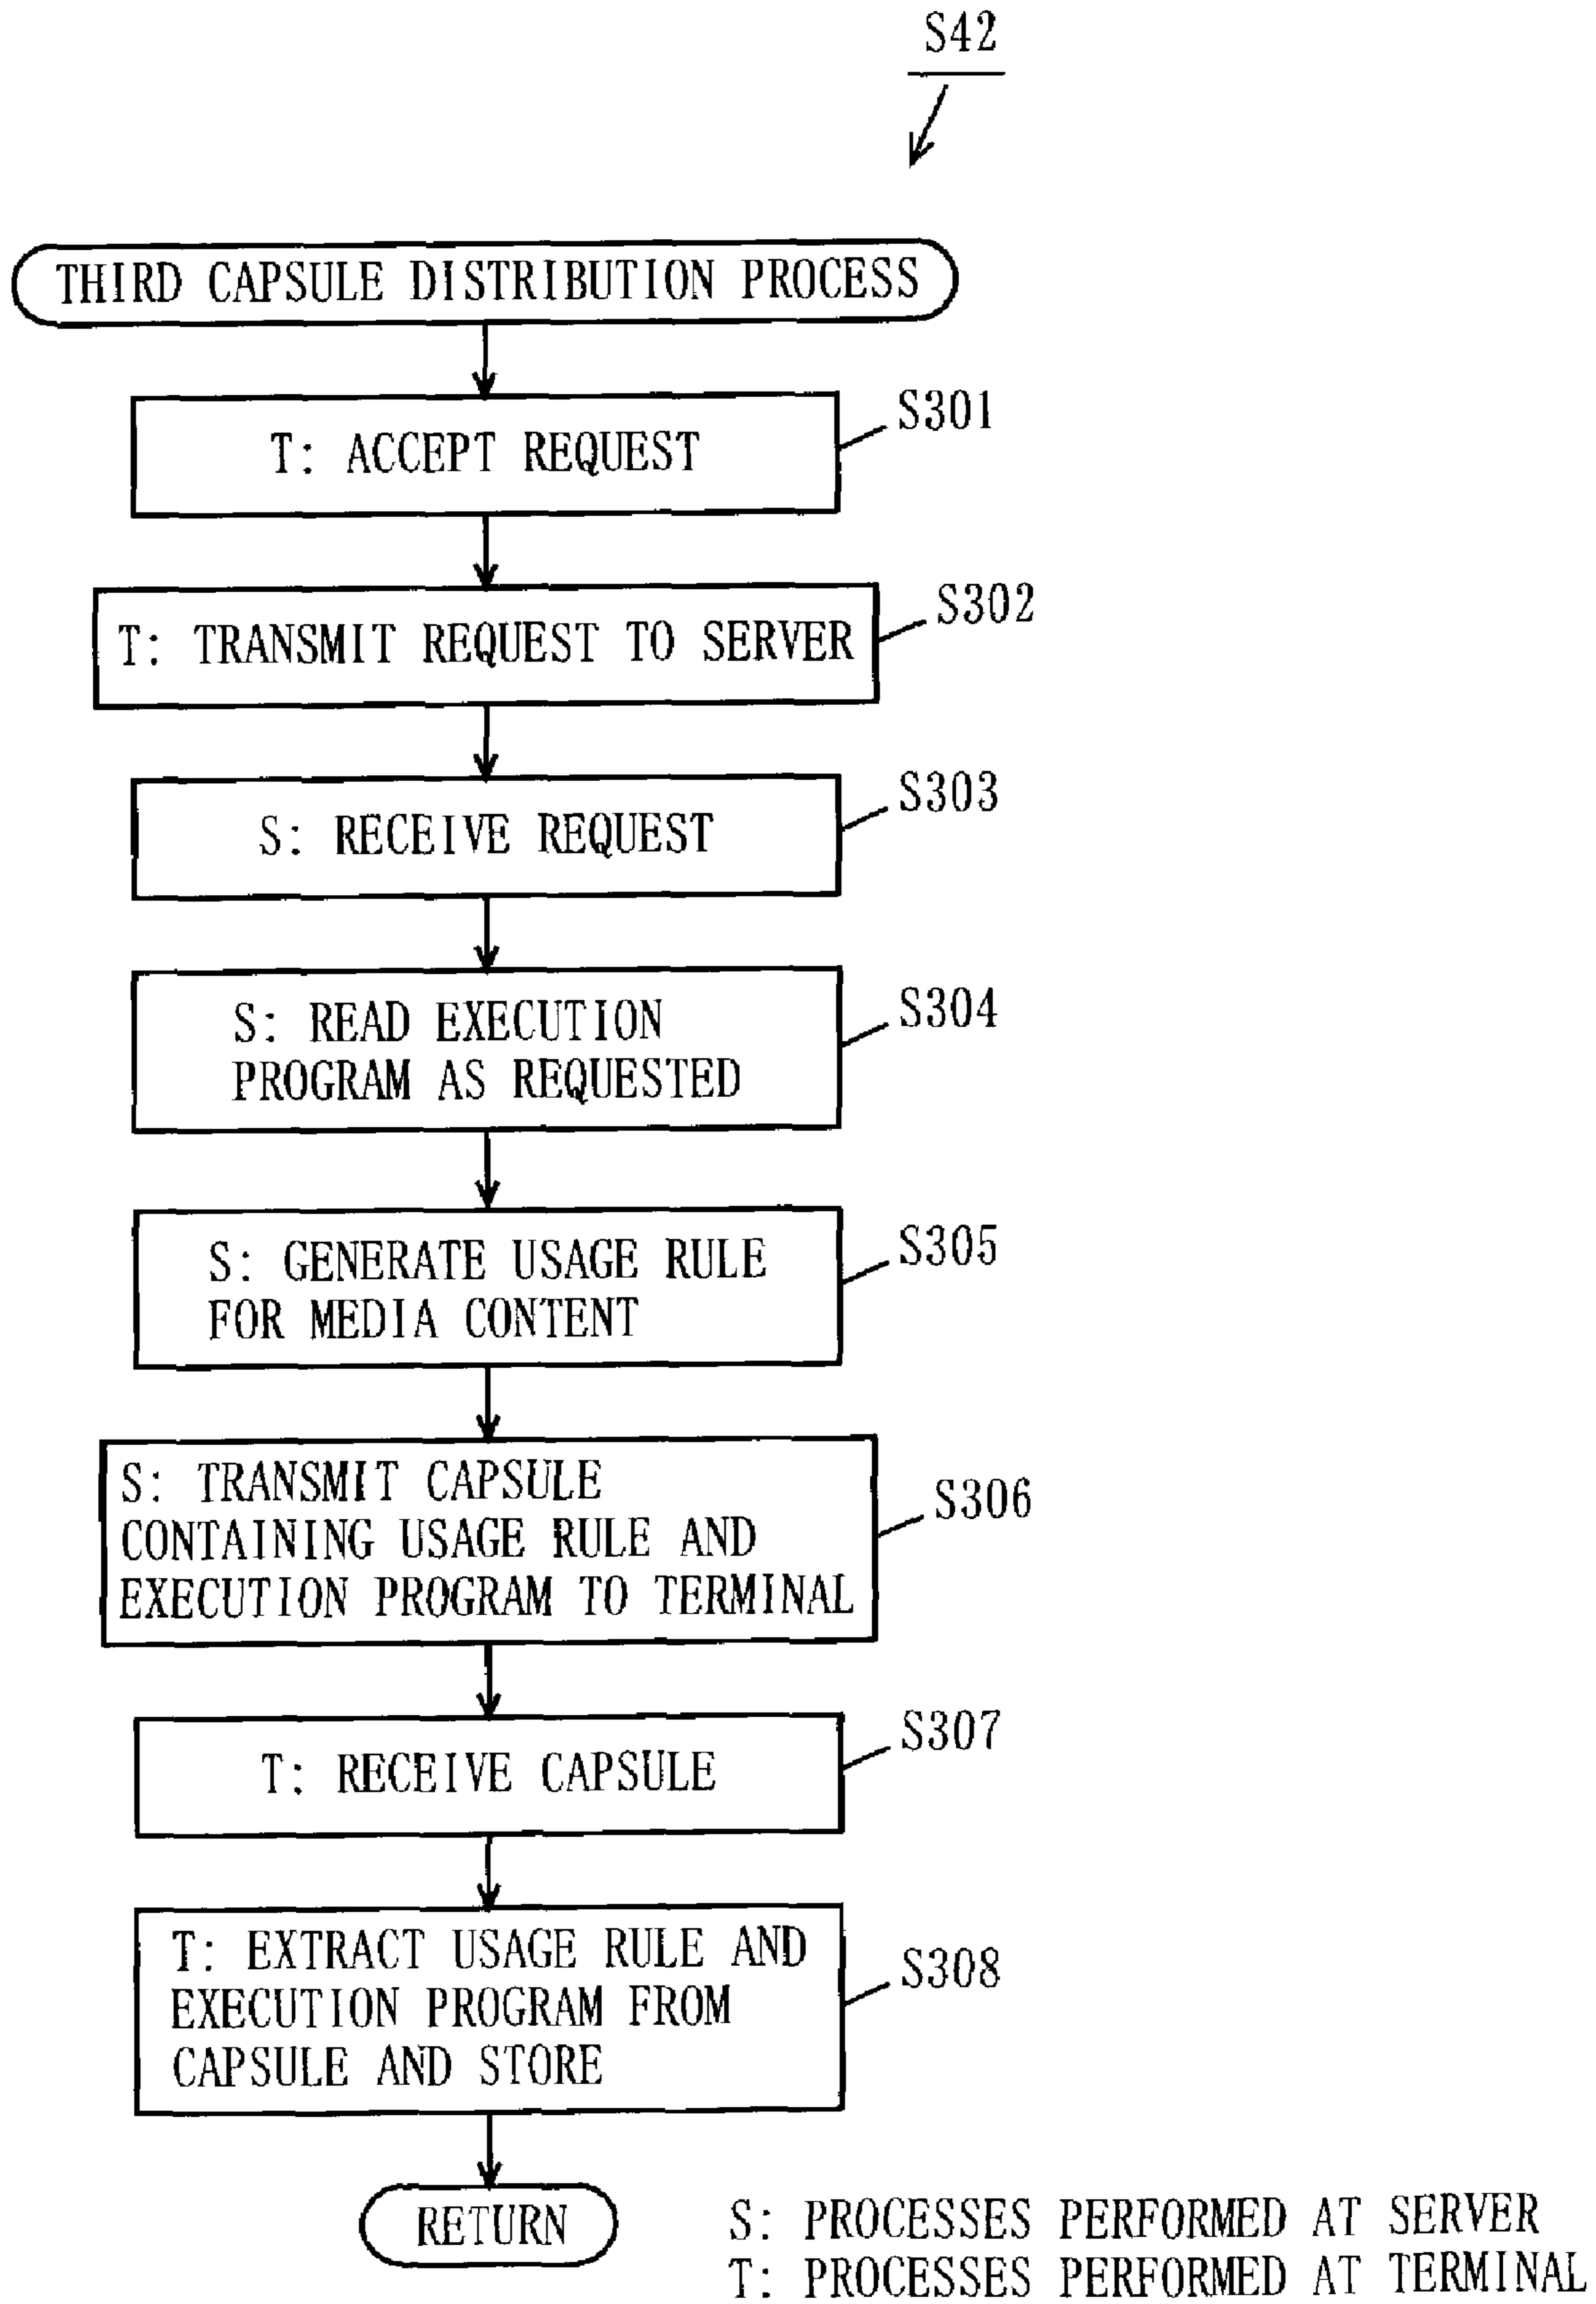 S42
THIRD CAPSULE DISTRIBUTION PROCESS
T: ACCEPT REQUEST
S301
T: TRANSMIT REQUEST TO SERVER
S302
S: RECEIVE REQUEST
S303
S: READ EXECUTION
PROGRAM AS REQUESTED
S304
S: GENERATE USAGE RULE
FOR MEDIA CONTENT
S305
S: TRANSMIT CAPSULE
CONTAINING USAGE RULE AND
EXECUTION PROGRAM TO TERMINAL
S306
T: RECEIVE CAPSULE
S307
T: EXTRACT USAGE RULE AND
EXECUTION PROGRAM FROM
CAPSULE AND STORE
S308
RETURN
S: PROCESSES PERFORMED AT SERVER
T: PROCESSES PERFORMED AT TERMINAL